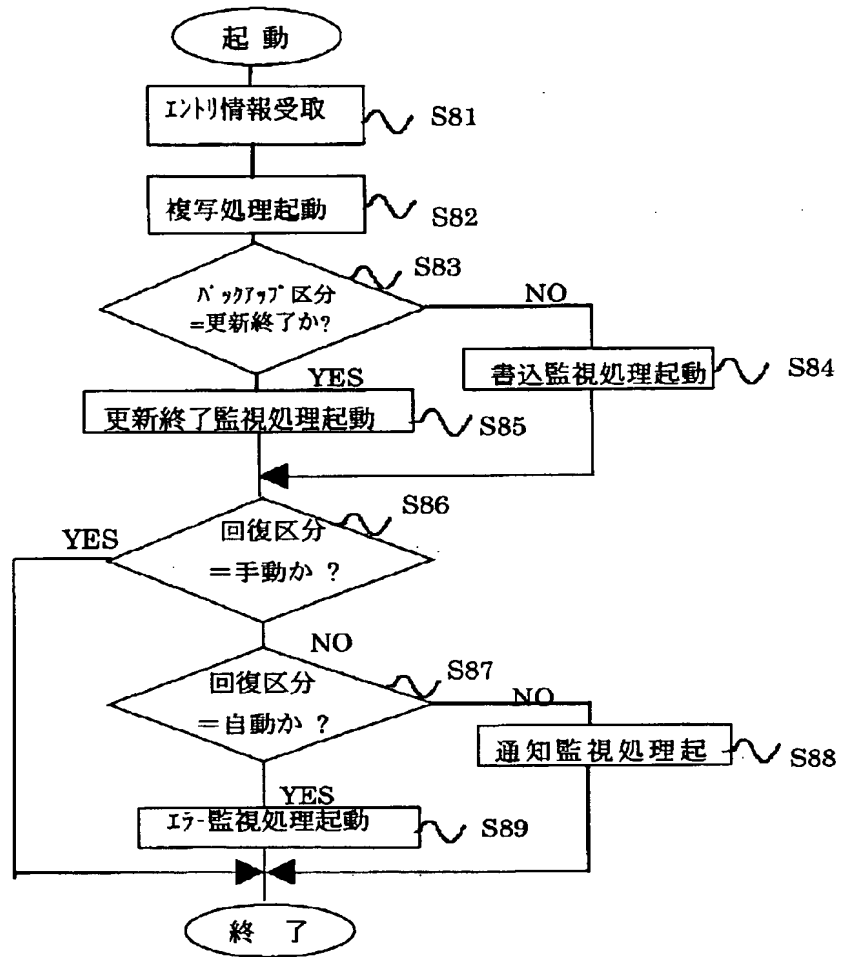 起動
エントリ情報受取
S81
複写処理起動
S82
S83
バックアップ区分
=更新終了か?
NO
書込監視処理起動
S84
YES
更新終了監視処理起動
S85
S86
回復区分
=手動か?
YES
NO
S87
回復区分
=自動か?
NO
通知監視処理起
S88
YES
エラー監視処理起動
S89
終了